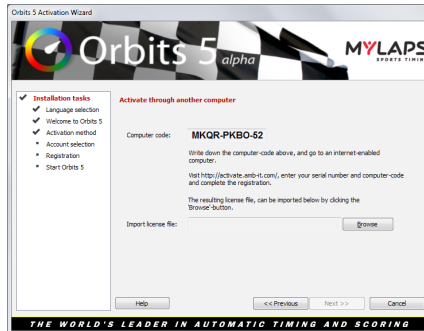 Orbits 5 Activation Wizard
Orbits 5 alpha
MYLAPS
SPORTS TIMIN
Installation tasks
Language selection
Welcome to Orbits 5
Activation method
Account selection
Registration
Start Orbits 5
Activate through another computer
Computer code: MKQR-PKBO-52
Write down the computer-code above, and go to an internet-enabled
computer.
Visit http://activate.amb-it.com/, enter your serial number and computer-code
and complete the registration.
The resulting license file, can be imported below by clicking the
'Browse'-button.
Import license file: Browse
Help << Previous Next >> Cancel
THE WORLD'S LEADER IN AUTOMATIC TIMING AND SCORING